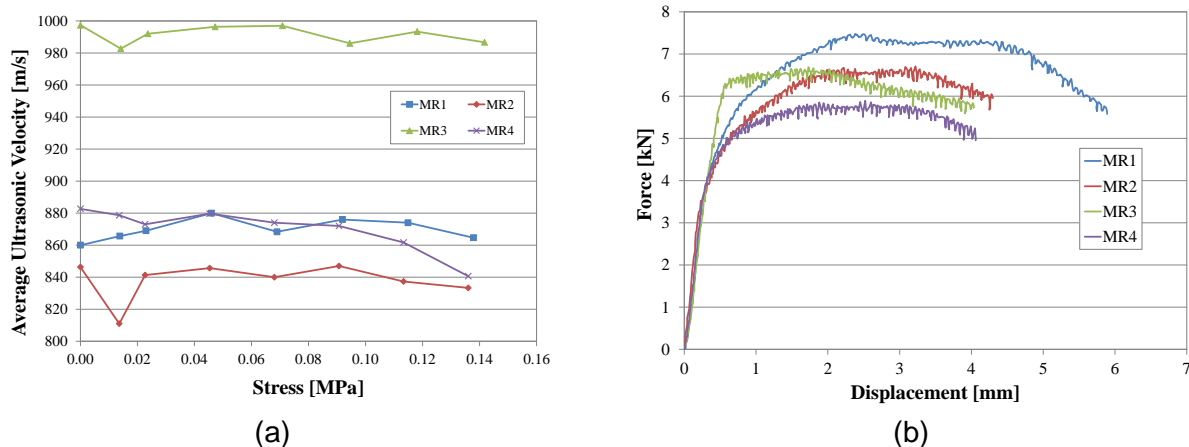 Average Ultrasonic Velocity [m/s]
1000
980
960
940
920
900
880
860
840
820
800
MR1 MR2
MR3 MR4
0.00 0.02 0.04 0.06 0.08 0.10 0.12 0.14 0.16
Stress [MPa]
(a)
Force [kN]
8
7
6
5
4
3
2
1
0
MR1
MR2
MR3
MR4
0 1 2 3 4 5 6 7
Displacement [mm]
(b)